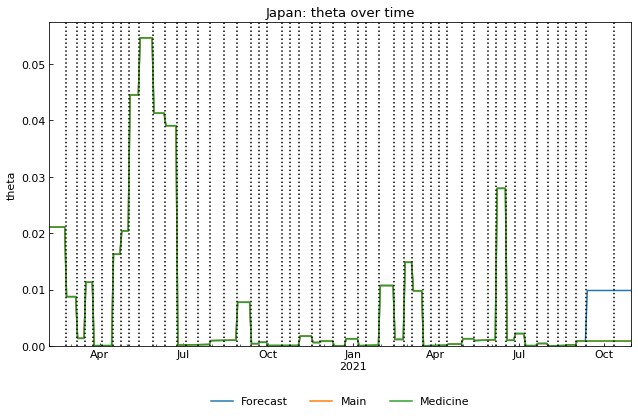 Japan: theta over time
theta
0.05
0.04
0.03
0.02
0.01
0.00
Apr Jul Oct Jan Apr Jul Oct
2021
Forecast Main Medicine